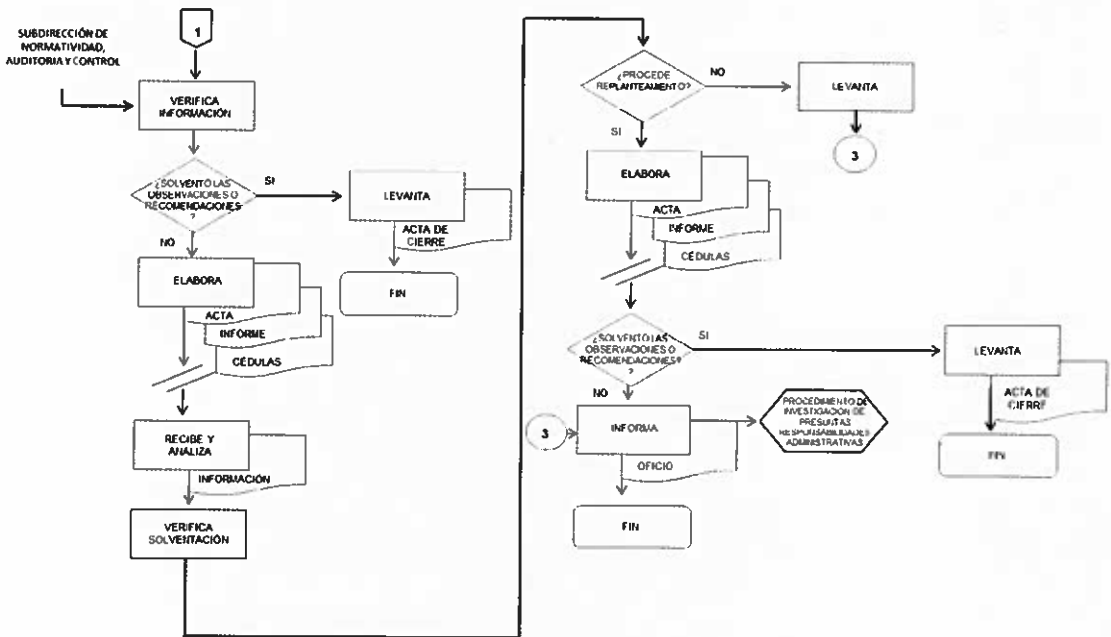 SUBDIRECCIÓN DE
NORMATIVIDAD,
AUDITORIA Y CONTROL
1
VERIFICA
INFORMACIÓN
¿SOLVENTÓ LAS
OBSERVACIONES O
RECOMENDACIONES
?
SI
LEVANTA
ACTA DE
CIERRE
FIN
NO
ELABORA
ACTA
INFORME
CÉDULAS
RECIBE Y
ANALIZA
INFORMACIÓN
VERIFICA
SOLVENTACIÓN
¿PROCEDE
REPLANTEAMIENTO?
NO
LEVANTA
3
SI
ELABORA
ACTA
INFORME
CÉDULAS
¿SOLVENTÓ LAS
OBSERVACIONES O
RECOMENDACIONES?
?
SI
LEVANTA
ACTA DE
CIERRE
FIN
NO
3
INFORMA
OFICIO
FIN
PROCEDIMIENTO DE
INVESTIGACIÓN DE
PRESUNTAS
RESPONSABILIDADES
ADMINISTRATIVAS